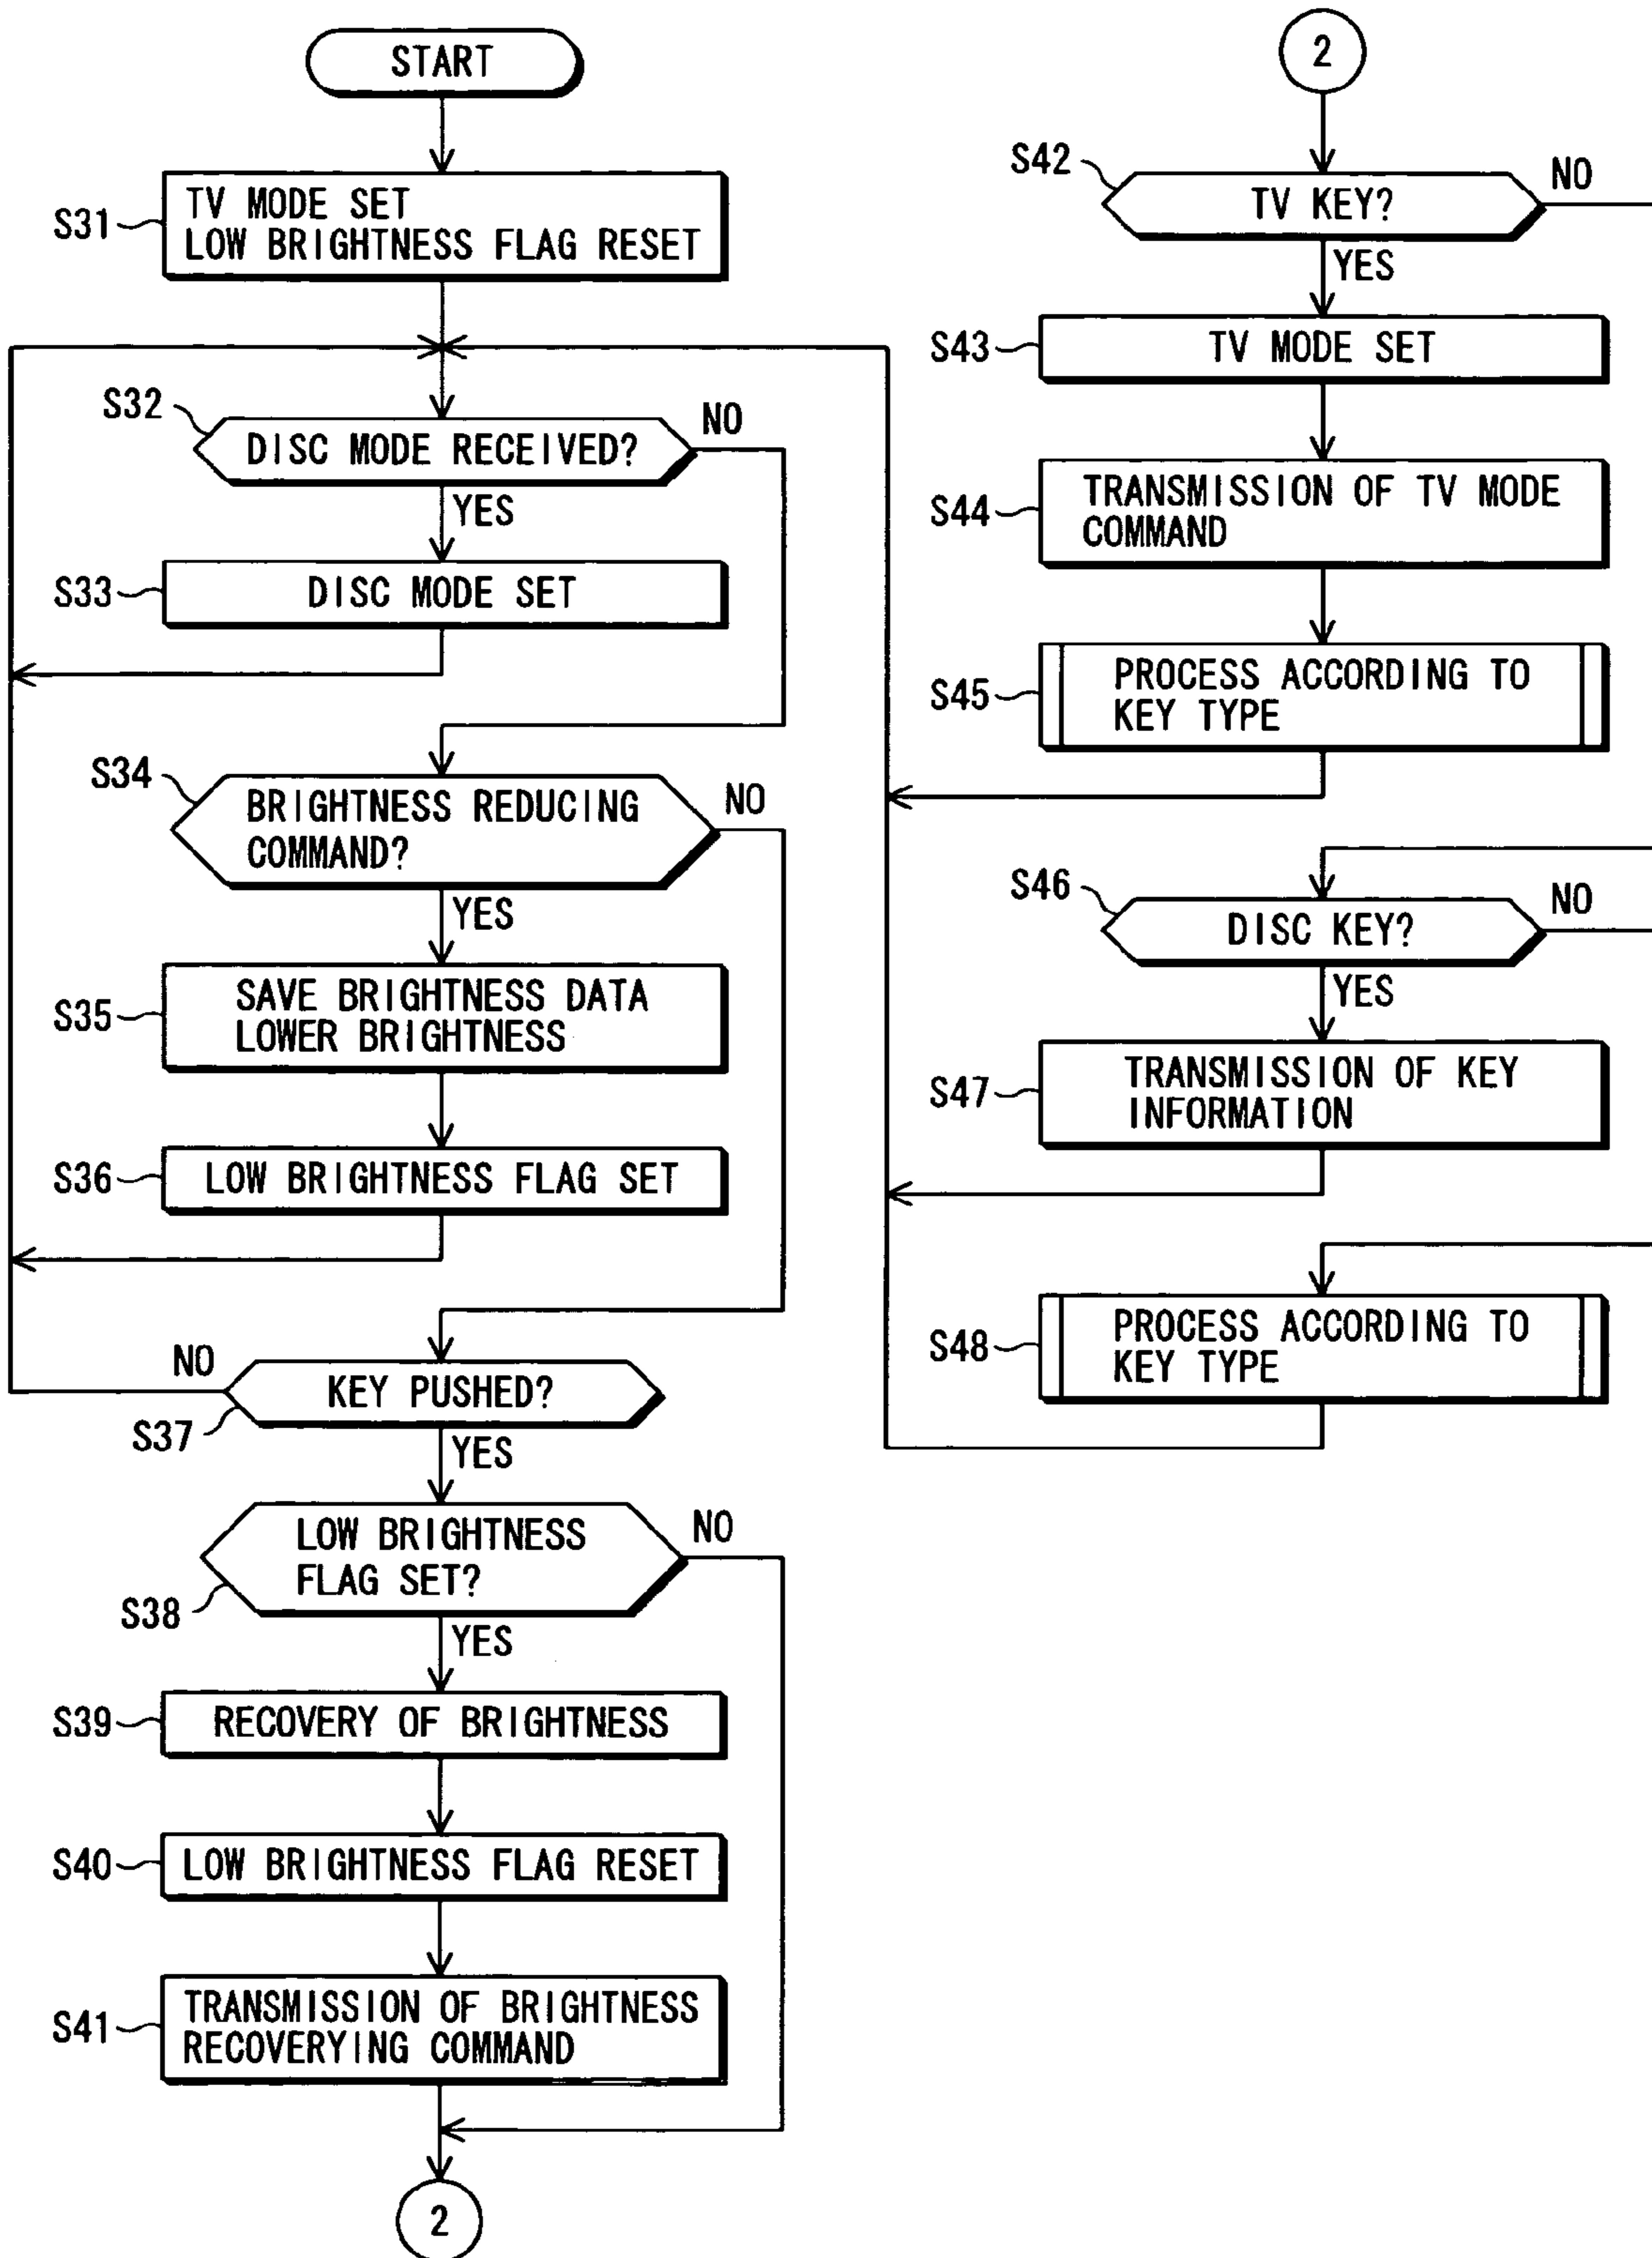 START
S31
TV MODE SET
LOW BRIGHTNESS FLAG RESET
S32
DISC MODE RECEIVED?
NO
YES
S33
DISC MODE SET
S34
BRIGHTNESS REDUCING
COMMAND?
NO
YES
S35
SAVE BRIGHTNESS DATA
LOWER BRIGHTNESS
S36
LOW BRIGHTNESS FLAG SET
NO
KEY PUSHED?
S37
YES
LOW BRIGHTNESS
FLAG SET?
NO
S38
YES
S39
RECOVERY OF BRIGHTNESS
S40
LOW BRIGHTNESS FLAG RESET
S41
TRANSMISSION OF BRIGHTNESS
RECOVERYING COMMAND
2
2
S42
TV KEY?
NO
YES
S43
TV MODE SET
S44
TRANSMISSION OF TV MODE
COMMAND
S45
PROCESS ACCORDING TO
KEY TYPE
S46
DISC KEY?
NO
YES
S47
TRANSMISSION OF KEY
INFORMATION
S48
PROCESS ACCORDING TO
KEY TYPE